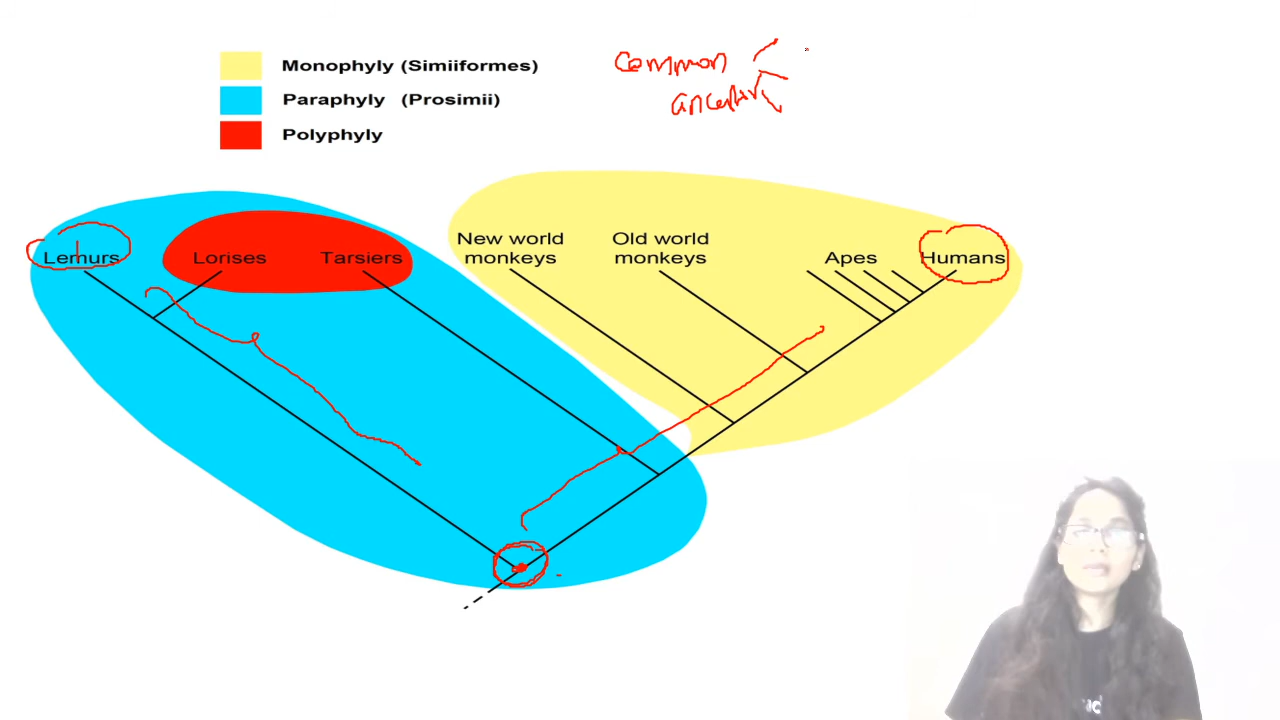 Monophyly (Simiiformes)
Paraphyly (Prosimii)
Polyphyly
Common
ancestor
Lemurs
Lorises
Tarsiers
New world
monkeys
Old world
monkeys
Apes
Humans